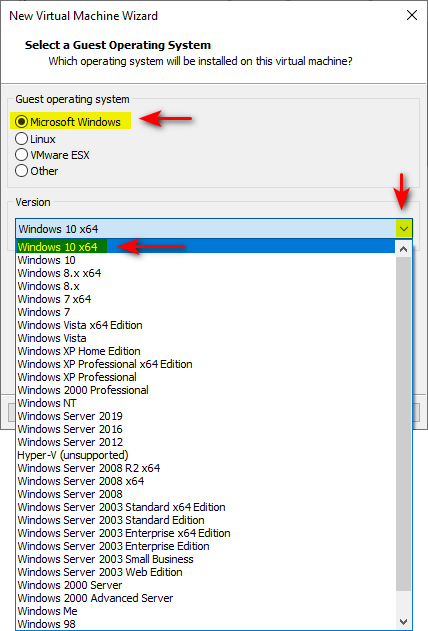 New Virtual Machine Wizard
Select a Guest Operating System
Which operating system will be installed on this virtual machine?
Guest operating system
Microsoft Windows
Linux
VMware ESX
Other
Version
Windows 10 x64
Windows 10 x64
Windows 10
Windows 8.x x64
Windows 8.x
Windows 7 x64
Windows 7
Windows Vista x64 Edition
Windows Vista
Windows XP Home Edition
Windows XP Professional x64 Edition
Windows XP Professional
Windows 2000 Professional
Windows NT
Windows Server 2019
Windows Server 2016
Windows Server 2012
Hyper-V (unsupported)
Windows Server 2008 R2 x64
Windows Server 2008 x64
Windows Server 2008
Windows Server 2003 Standard x64 Edition
Windows Server 2003 Standard Edition
Windows Server 2003 Enterprise x64 Edition
Windows Server 2003 Enterprise Edition
Windows Server 2003 Small Business
Windows Server 2003 Web Edition
Windows 2000 Server
Windows 2000 Advanced Server
Windows Me
Windows 98